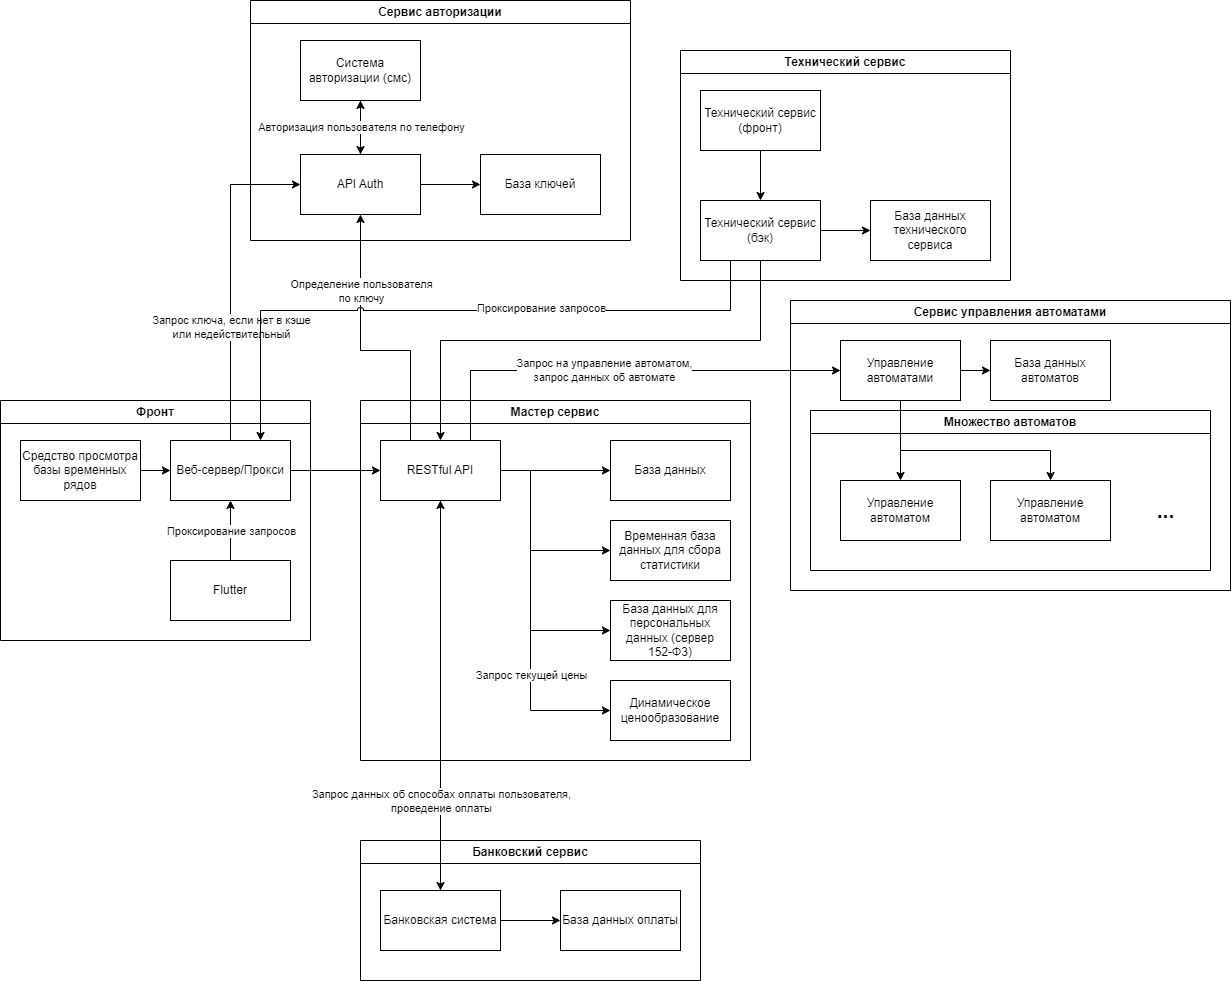 Сервис авторизации
Система
авторизации (смс)
Авторизация пользователя по телефону
API Auth
База ключей
Технический сервис
Технический сервис
(фронт)
Технический сервис
(бэк)
База данных
технического
сервиса
Определение пользователя
по ключу
Проксирование запросов
Запрос ключа, если нет в кэше
или недействительный
Сервис управления автоматами
Управление
автоматами
База данных
автоматов
Множество автоматов
Управление
автоматом
Управление
автоматом
...
Запрос на управление автоматом,
запрос данных об автомате
Фронт
Средство просмотра
базы временных
рядов
Веб-сервер/Прокси
Проксирование запросов
Flutter
Мастер сервис
RESTful API
База данных
Временная база
данных для сбора
статистики
База данных для
персональных
данных (сервер
152-ФЗ)
Запрос текущей цены
Динамическое
ценообразование
Запрос данных об способах оплаты пользователя,
проведение оплаты
Банковский сервис
Банковская система
База данных оплаты